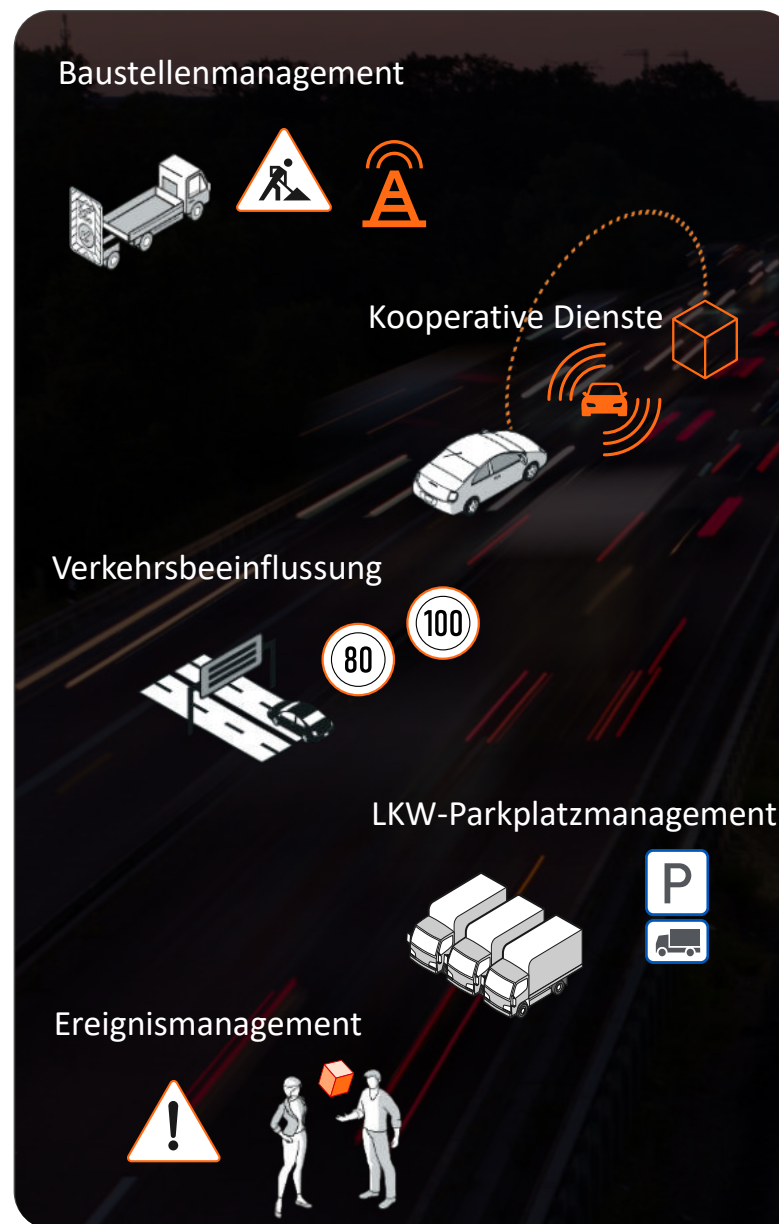 Baustellenmanagement
Kooperative Dienste
Verkehrsbeeinflussung
100
80
LKW-Parkplatzmanagement
P
Ereignismanagement
!